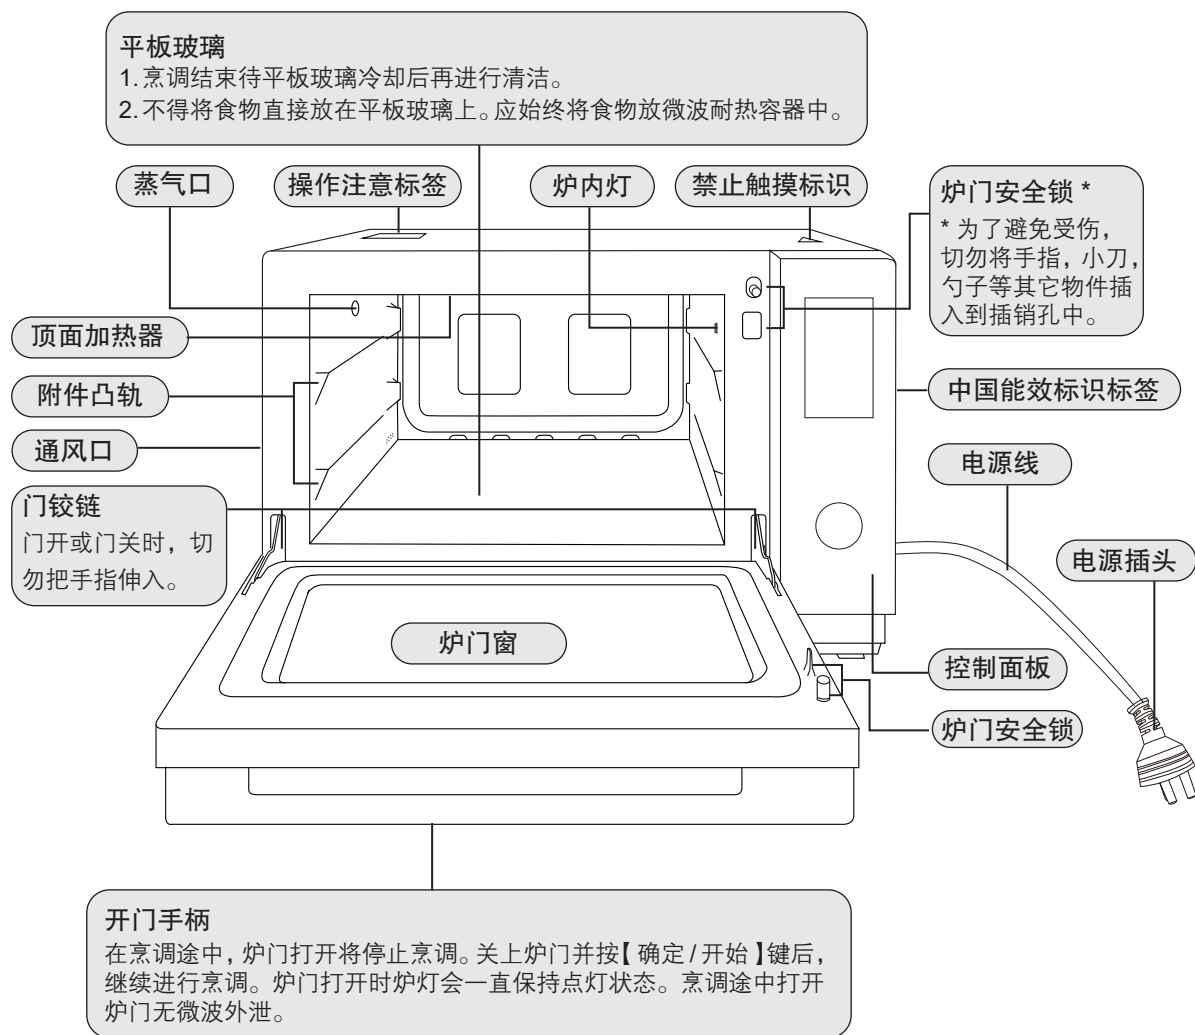 平板玻璃
1.烹调结束待平板玻璃冷却后再进行清洁。
2.不得将食物直接放在平板玻璃上。应始终将食物放微波耐热容器中。
蒸气口
操作注意标签
炉内灯
禁止触摸标识
炉门安全锁 *
* 为了避免受伤，
切勿将手指，小刀，
勺子等其它物件插
入到插销孔中。
顶面加热器
附件凸轨
中国能效标识标签
通风口
电源线
门铰链
门开或门关时，切
勿把手指伸入。
电源插头
炉门窗
控制面板
炉门安全锁
开门手柄
在烹调途中，炉门打开将停止烹调。关上炉门并按【 确定 / 开始 】键后，
继续进行烹调。炉门打开时炉灯会一直保持点灯状态。烹调途中打开
炉门无微波外泄。